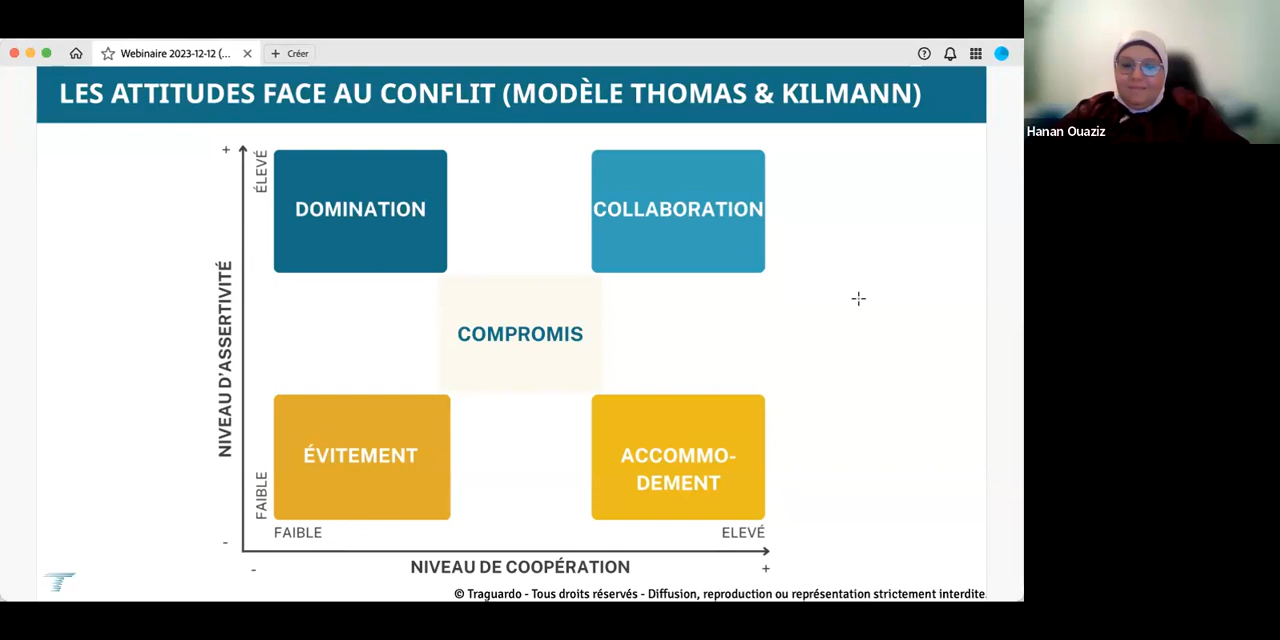 Webinaire 2023-12-12 (...
Créer
LES ATTITUDES FACE AU CONFLIT (MODÈLE THOMAS & KILMANN)
Hanan Ouaziz
+
ÉLEVÉ
DOMINATION
COLLABORATION
NIVEAU D'ASSERTIVITÉ
COMPROMIS
ÉVITEMENT
ACCOMMO-
DEMENT
FAIBLE
-
FAIBLE
ELEVÉ
-
NIVEAU DE COOPÉRATION
+
© Traguardo - Tous droits réservés - Diffusion, reproduction ou représentation strictement interdite.